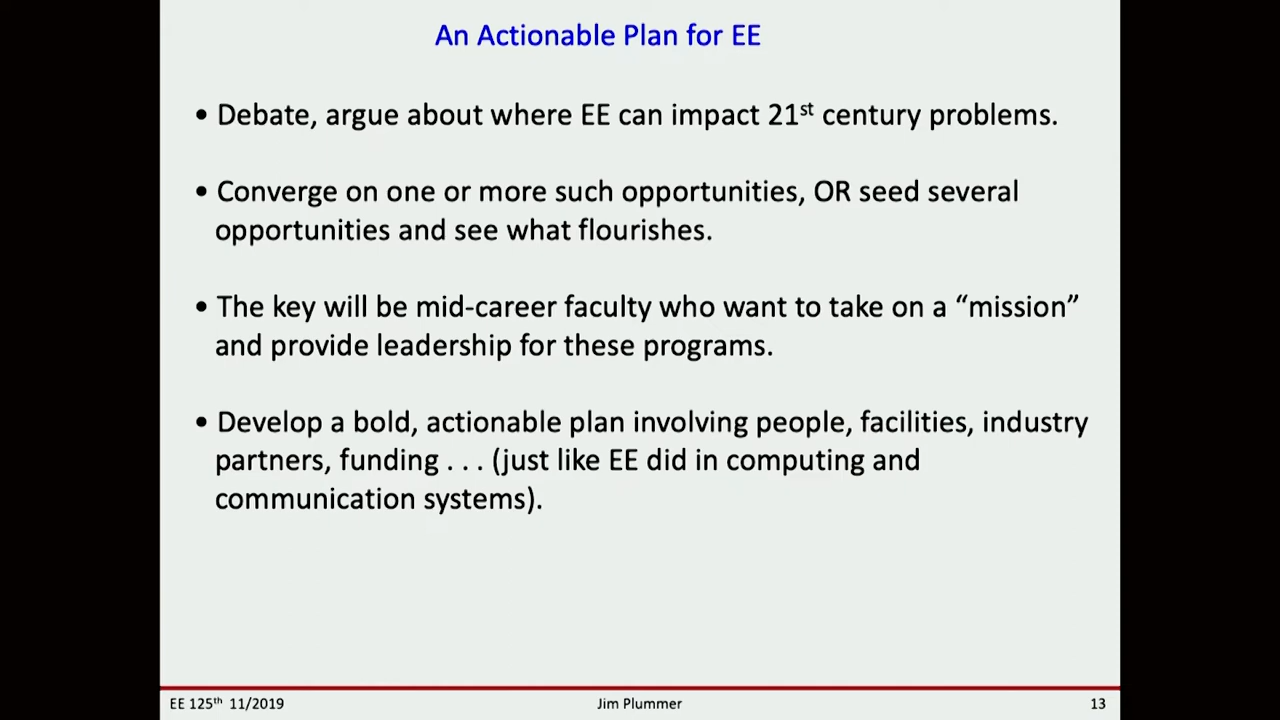 An Actionable Plan for EE
• Debate, argue about where EE can impact 21st century problems.
• Converge on one or more such opportunities, OR seed several
opportunities and see what flourishes.
• The key will be mid-career faculty who want to take on a “mission”
and provide leadership for these programs.
• Develop a bold, actionable plan involving people, facilities, industry
partners, funding . . . (just like EE did in computing and
communication systems).
EE 125th 11/2019 Jim Plummer 13